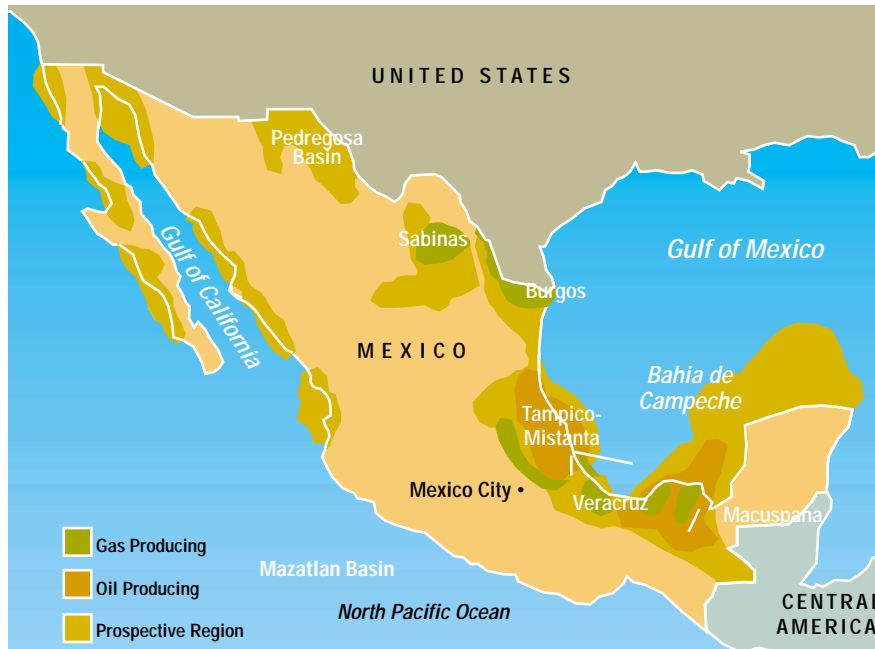 UNITED STATES
Pedregosa
Basin
Sabinas
Gulf of Mexico
Burgos
Gulf of California
MEXICO
Bahia de
Campeche
Tampico-
Mistanta
Mexico City
Veracruz
Macuspana
Gas Producing
Mazatlan Basin
Oil Producing
North Pacific Ocean
CENTRAL
AMERICA
Prospective Region